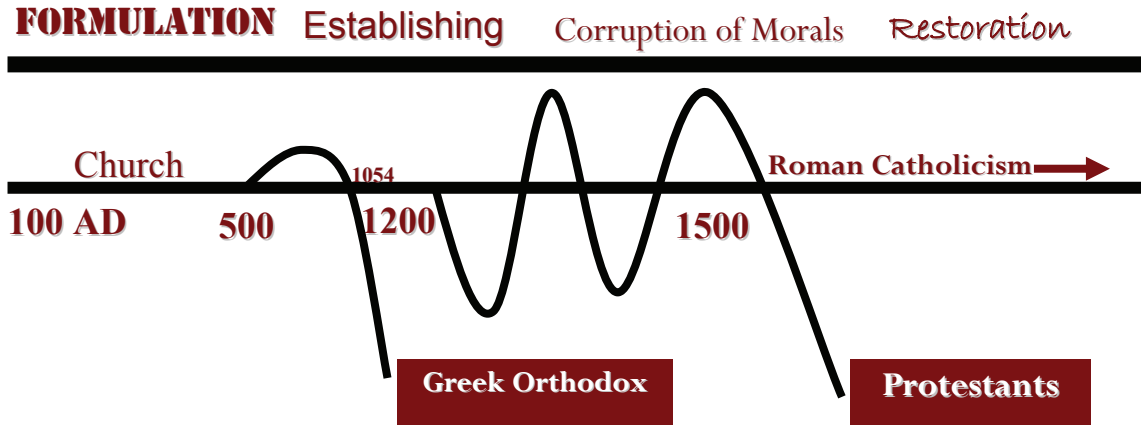 FORMULATION Establishing Corruption of Morals Restoration
Church 1054 Roman Catholicism
100 AD 500 1200 1500
Greek Orthodox Protestants